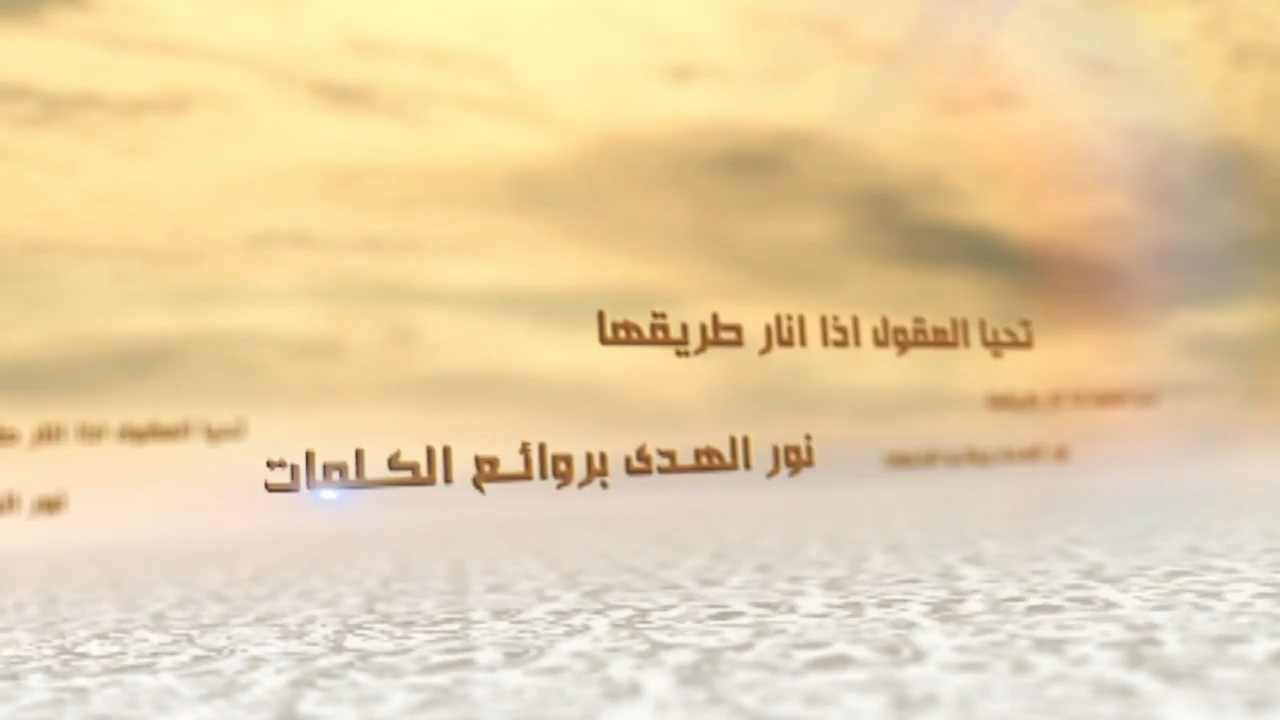 تحيا العقول اذا انار طريقها
نور الهدى بروائع الكلمات